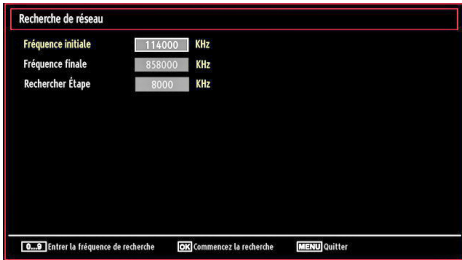 Recherche de réseau
Fréquence initiale 114000 KHz
Fréquence finale 858000 KHz
Rechercher Étape 8000 KHz
0...9 Entrer la fréquence de recherche OK Commencez la recherche MENU Quitter